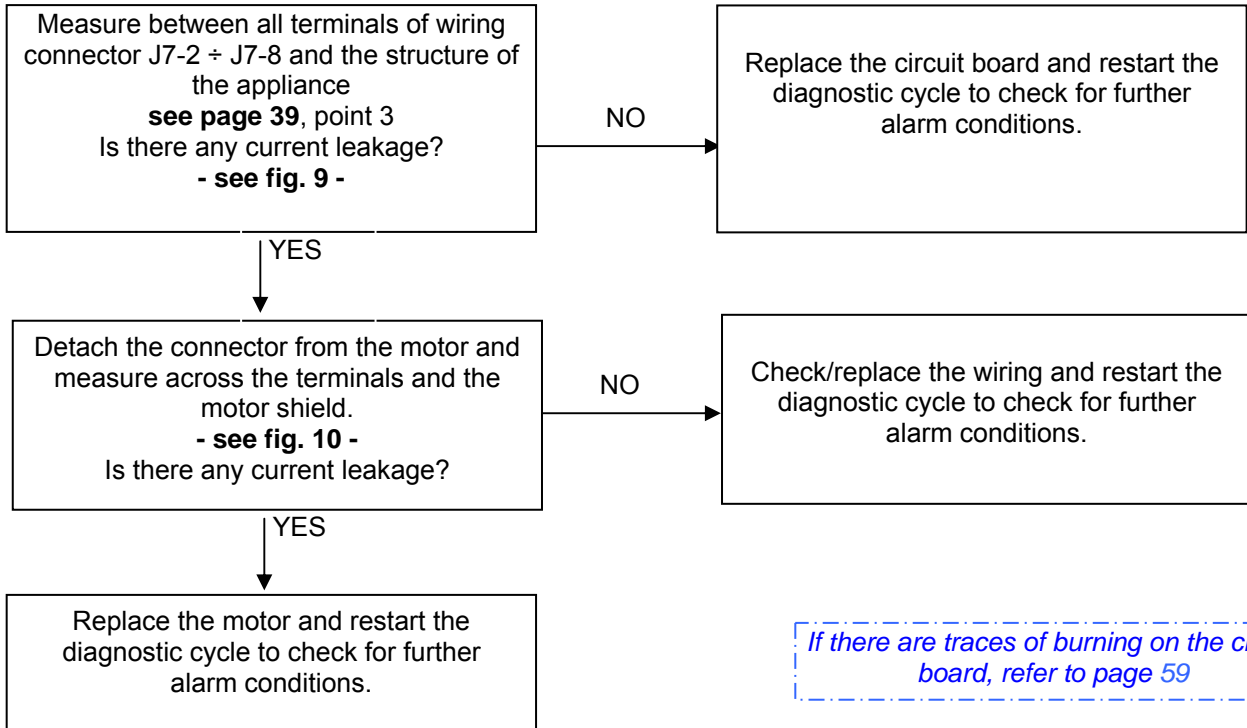 Measure between all terminals of wiring
connector J7-2 ÷ J7-8 and the structure of
the appliance
see page 39, point 3
Is there any current leakage?
- see fig. 9 -
NO
Replace the circuit board and restart the
diagnostic cycle to check for further
alarm conditions.
YES
Detach the connector from the motor and
measure across the terminals and the
motor shield.
- see fig. 10 -
Is there any current leakage?
NO
Check/replace the wiring and restart the
diagnostic cycle to check for further
alarm conditions.
YES
Replace the motor and restart the
diagnostic cycle to check for further
alarm conditions.
If there are traces of burning on the
board, refer to page 59